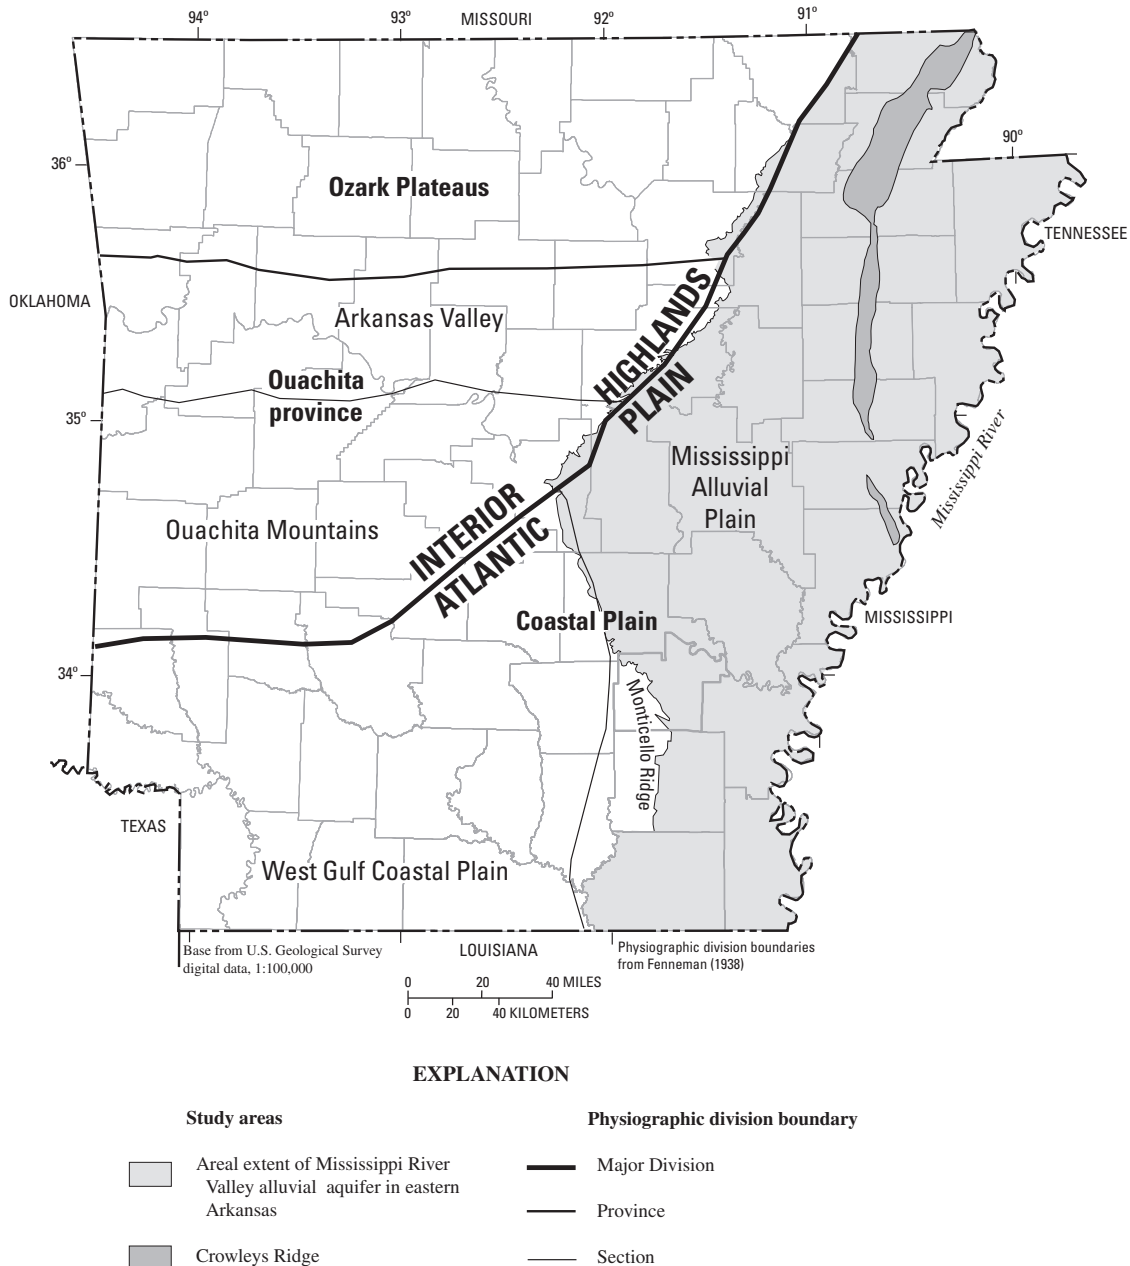 94º
93º
MISSOURI
92º
91º
90º
36º
Ozark Plateaus
TENNESSEE
OKLAHOMA
Arkansas Valley
HIGHLANDS
PLAIN
Ouachita
province
35º
Mississippi
Alluvial
Plain
Mississippi River
INTERIOR
ATLANTIC
Ouachita Mountains
Coastal Plain
MISSISSIPPI
34º
Monticello Ridge
TEXAS
West Gulf Coastal Plain
Base from U.S. Geological Survey
digital data, 1:100,000
LOUISIANA
Physiographic division boundaries
from Fenneman (1938)
0 20 40 MILES
0 20 40 KILOMETERS
EXPLANATION
Study areas
Areal extent of Mississippi River
Valley alluvial aquifer in eastern
Arkansas
Crowleys Ridge
Physiographic division boundary
Major Division
Province
Section